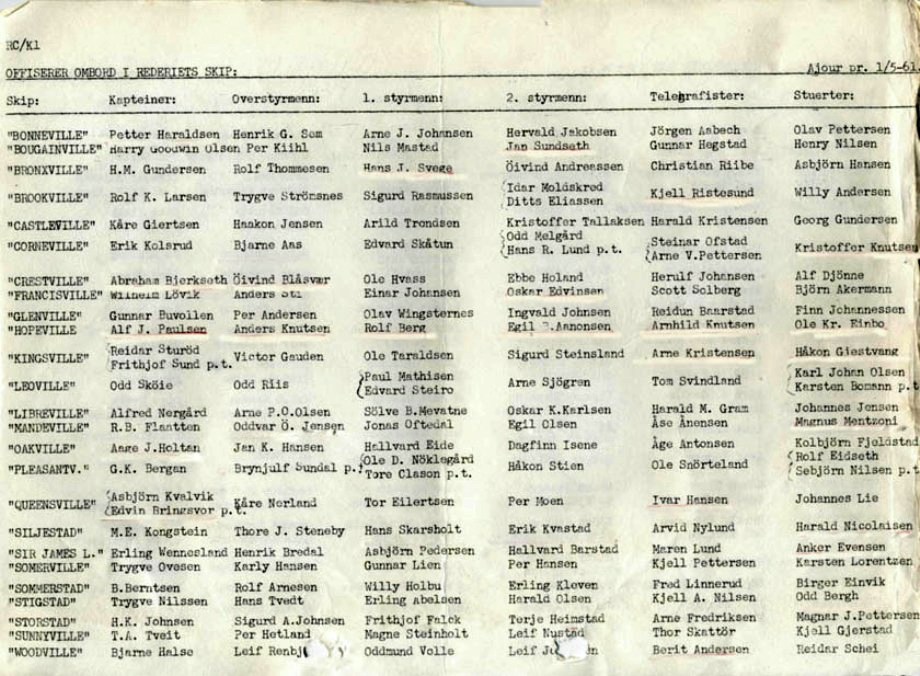 RC/K1
OFFISERER OMBORD I REDERIETS SKIP: Ajour pr. 1/5-61.
Skip: Kapteiner: Overstyrmenn: 1. styrmenn: 2. styrmenn: Telegrafister: Stuerter:
"BONNEVILLE" Petter Haraldsen Henrik G. Søm Arne J. Johansen Hervald Jakobsen Jörgen Aabech Olav Pettersen
"BOUGAINVILLE" Harry Goodwin Olsen Per Kiihl Nils Mastad Jan Sundseth Gunnar Hegstad Henry Nilsen
"BRONXVILLE" H.M. Gundersen Rolf Thommesen Hans J. Svege Öivind Andreassen Christian Riibe Asbjörn Hansen
"BROOKVILLE" Rolf K. Larsen Trygve Strömsnes Sigurd Rasmussen (Idar Moldskred Kjell Ristesund Willy Andersen
Ditts Eliassen
"CASTLEVILLE" Kåre Giertsen Haakon Jensen Arild Trondsen Kristoffer Tallaksen Harald Kristensen Georg Gundersen
"CORNEVILLE" Erik Kolsrud Bjarne Aas Edvard Skåtun (Odd Melgård (Steinar Ofstad Kristoffer Knutsen
(Hans R. Lund p.t. (Arne V.Pettersen
"CRESTVILLE" Abraham Bjerkseth Öivind Blåsvær Ole Hvass Ebbe Holand Herulf Johansen Alf Djönne
"FRANCISVILLE" Wilhelm Lövik Anders Einar Johansen Oskar Edvinsen Scott Solberg Björn Akermann
"GLENVILLE" Gunnar Buvollen Per Andersen Olav Wingsternes Ingvald Johnsen Reidun Baarstad Finn Johannessen
"HOPEVILLE Alf J. Paulsen Anders Knutsen Rolf Berg Egil B.Aanonsen Arnhild Knutsen Ole Kr. Einbo
"KINGSVILLE" (Reidar Sturöd Victor Gauden Ole Taraldsen Sigurd Steinsland Arne Kristensen Håkon Giestvang
(Frithjof Sund p.t.
"LEOVILLE" Odd Sköie Odd Riis (Paul Mathisen Arne Sjögren Tom Svindland (Karl Johan Olsen
(Edvard Steiro (Karsten Bomann p.t
"LIBREVILLE" Alfred Nergård Arne P.O.Olsen Sölve B.Mevatne Oskar K.Karlsen Harald M. Gram Johannes Jensen
"MANDEVILLE" R.B. Flaatten Oddvar Ö. Jensen Jonas Oftedal Egil Olsen Åse Ånensen Magnus Mentzoni
"OAKVILLE" Aage J.Holtan Jan K. Hansen Hallvard Eide Dagfinn Isene Åge Antonsen Kolbjörn Fjeldstad
"PLEASANTV." G.K. Bergan Brynjulf Sundal p. (Ole D. Nöklegård Håkon Stien Ole Snörteland (Rolf Eidseth
Tore Clason p.t. (Sebjörn Nilsen p.t
"QUEENSVILLE" (Asbjörn Kvalvik Kåre Nerland Tor Eilertsen Per Moen Ivar Hansen Johannes Lie
(Edvin Bringsvor p.t.
"SILJESTAD" M.E. Kongstein Thore J. Steneby Hans Skarsholt Erik Kvastad Arvid Nylund Harald Nicolaisen
"SIR JAMES L." Erling Wennesland Henrik Bredal Asbjörn Pedersen Hallvard Barstad Maren Lund Anker Evensen
"SOMERVILLE" Trygve Ovesen Karly Hansen Gunnar Lien Per Hansen Kjell Pettersen Karsten Lorentzen
"SOMMERSTAD" B.Berntsen Rolf Arnesen Willy Holbu Erling Kleven Fred Linnerud Birger Einvik
"STIGSTAD" Trygve Nilssen Hans Tvedt Erling Abelsen Harald Olsen Kjell A. Nilsen Odd Bergh
"STORSTAD" H.K. Johnsen Sigurd A.Johnsen Frithjof Falck Terje Heimstad Arne Fredriksen Magnar J.Pettersen
"SUNNYVILLE" T.A. Tveit Per Hetland Magne Steinholt Leif Nustad Thor Skattör Kjell Gjerstad
"WOODVILLE" Bjarne Halse Leif Oddmund Volle Leif Berit Andersen Reidar Schei